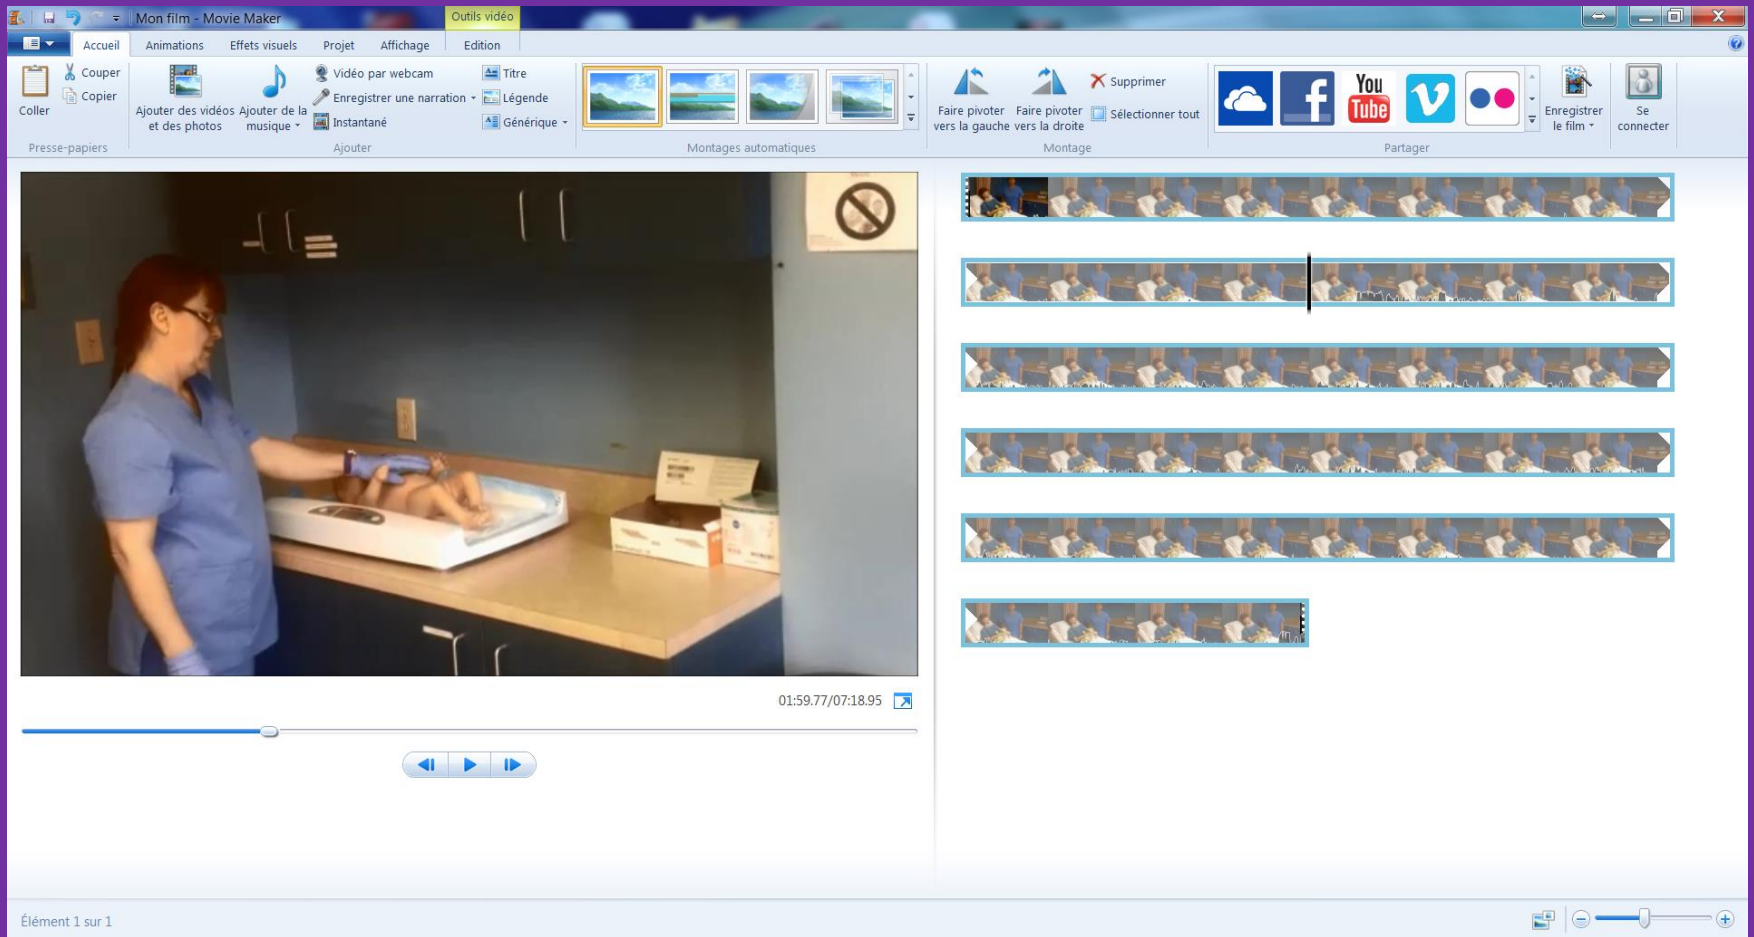 Mon film - Movie Maker
Outils vidéo
Accueil
Animations
Effets visuels
Projet
Affichage
Edition
Coller
Couper
Copier
Presse-papiers
Ajouter des vidéos
et des photos
Ajouter de la
musique
Vidéo par webcam
Enregistrer une narration
Instantané
Titre
Légende
Générique
Ajouter
Montages automatiques
Faire pivoter
vers la gauche
Faire pivoter
vers la droite
Supprimer
Sélectionner tout
Montage
f
You
Tube
v
Partager
Enregistrer
le film
Se
connecter
01:59.77/07:18.95
Élément 1 sur 1